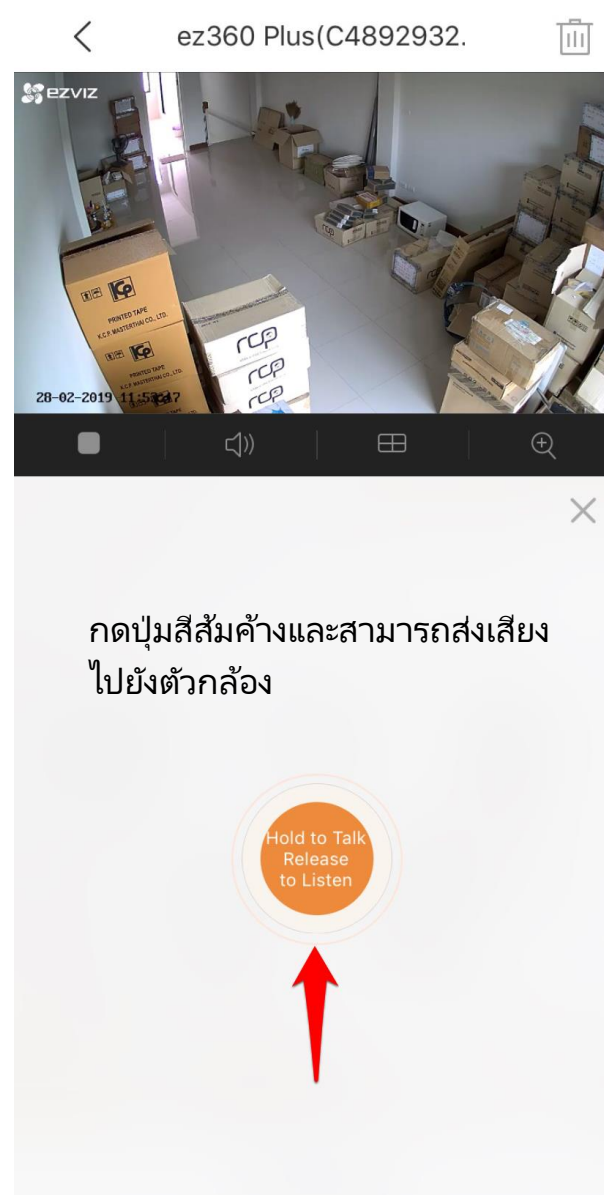 ez360 Plus(C4892932.
ezviz
KCP
PRINTED TAPE
K.C.P. MASTERTHAI CO., LTD.
KCP
PRINTED TAPE
rcp
rcp
rcp
rcp
28-02-2019
กดปุ่มสีส้มค้างและสามารถส่งเสียง
ไปยังตัวกล้อง
Hold to Talk
Release
to Listen